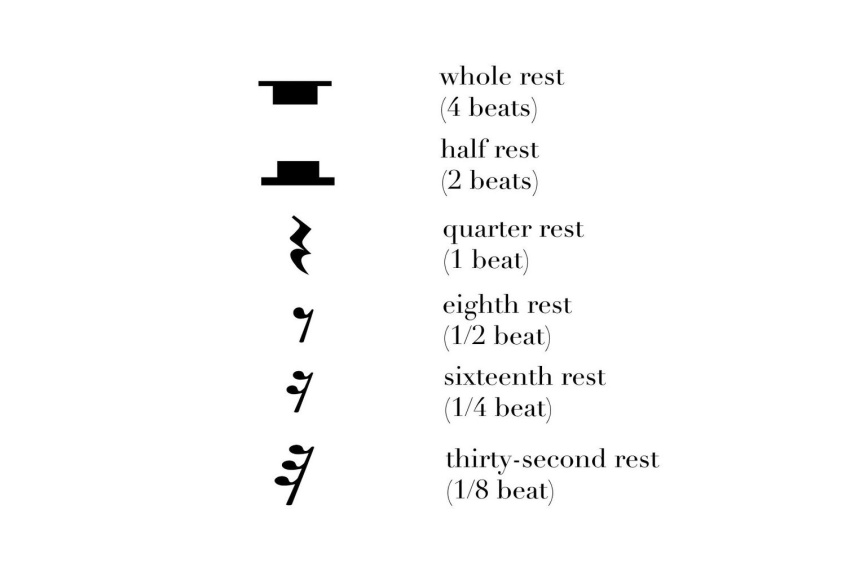 whole rest
(4 beats)
half rest
(2 beats)
quarter rest
(1 beat)
eighth rest
(1/2 beat)
sixteenth rest
(1/4 beat)
thirty-second rest
(1/8 beat)